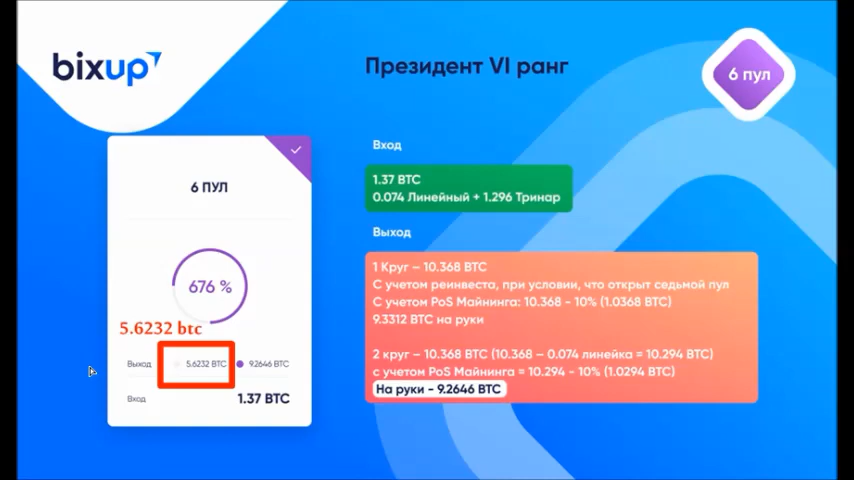 bixup
Президент VI ранг
6 пул
6 ПУЛ
676 %
5.6232 btc
Выход 5.6232 BTC 9.2646 BTC
Вход 1.37 BTC
Вход
1.37 BTC
0.074 Линейный + 1.296 Тринар
Выход
1 Круг – 10.368 BTC
С учетом реинвеста, при условии, что открыт седьмой пул
С учетом PoS Майнинга: 10.368 - 10% (1.0368 BTC)
9.3312 BTC на руки
2 круг – 10.368 BTC (10.368 – 0.074 линейка = 10.294 BTC)
с учетом PoS Майнинга = 10.294 - 10% (1.0294 BTC)
На руки - 9.2646 BTC